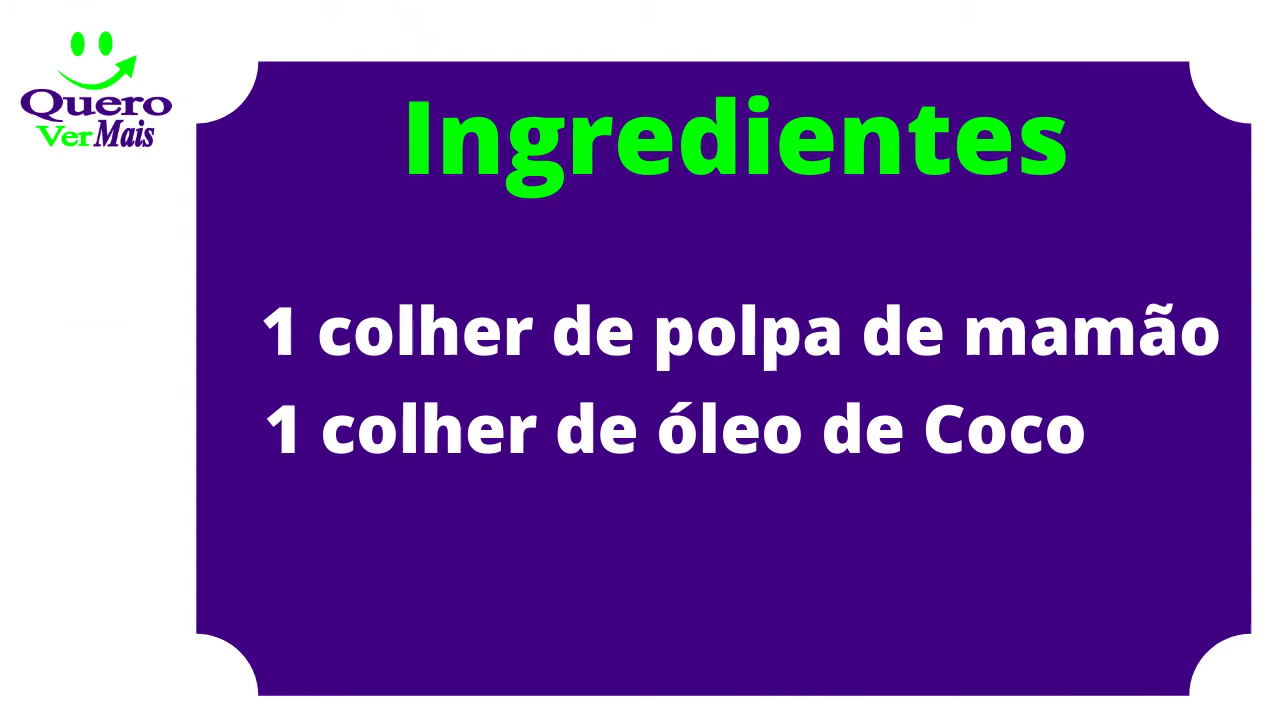 Quero
Ver Mais
Ingredientes
1 colher de polpa de mamão
1 colher de óleo de Coco